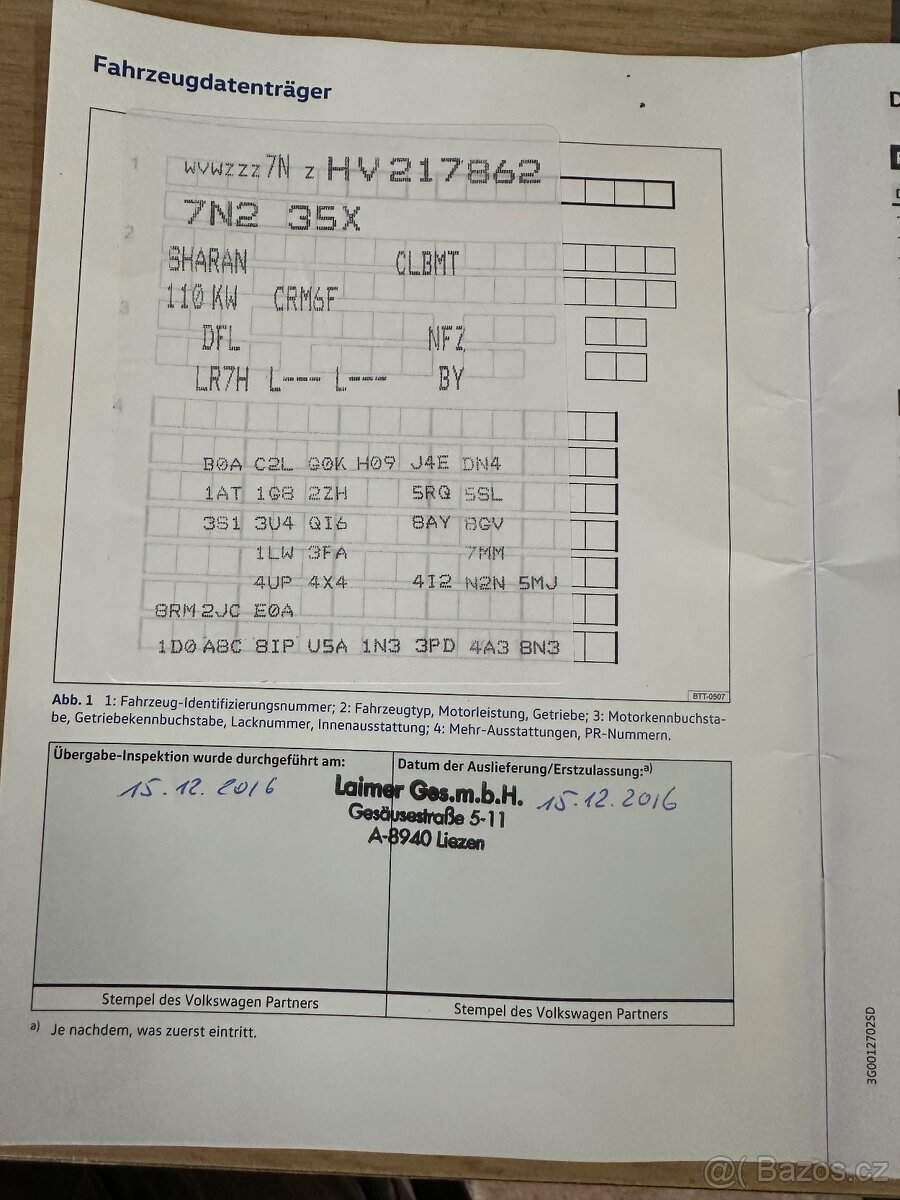 Fahrzeugdatenträger
1 WVWZZZ7N Z HV217862
7N2 35X
2
SHARAN CLBMT
110 KW CRM6F
3
DFL NFZ
LR7H L--- L--- BY
4
B0A C2L G0K H09 J4E DN4
1AT 1G8 2ZH 5RQ 5SL
3S1 3U4 QI6 8AY 8GV
1LW 3FA 7MM
4UP 4X4 4I2 N2N 5MJ
8RM 2JC E0A
1D0 A8C 8IP U5A 1N3 3PD 4A3 8N3
BTT-0507
Abb. 1 1: Fahrzeug-Identifizierungsnummer; 2: Fahrzeugtyp, Motorleistung, Getriebe; 3: Motorkennbuchsta-
be, Getriebekennbuchstabe, Lacknummer, Innenausstattung; 4: Mehr-Ausstattungen, PR-Nummern.
Übergabe-Inspektion wurde durchgeführt am:
15.12.2016
Datum der Auslieferung/Erstzulassung:a)
15.12.2016
Laimer Ges.m.b.H.
Gesäusestraße 5-11
A-8940 Liezen
Stempel des Volkswagen Partners
Stempel des Volkswagen Partners
a) Je nachdem, was zuerst eintritt.
3G0012702SD
@( Bazos.cz